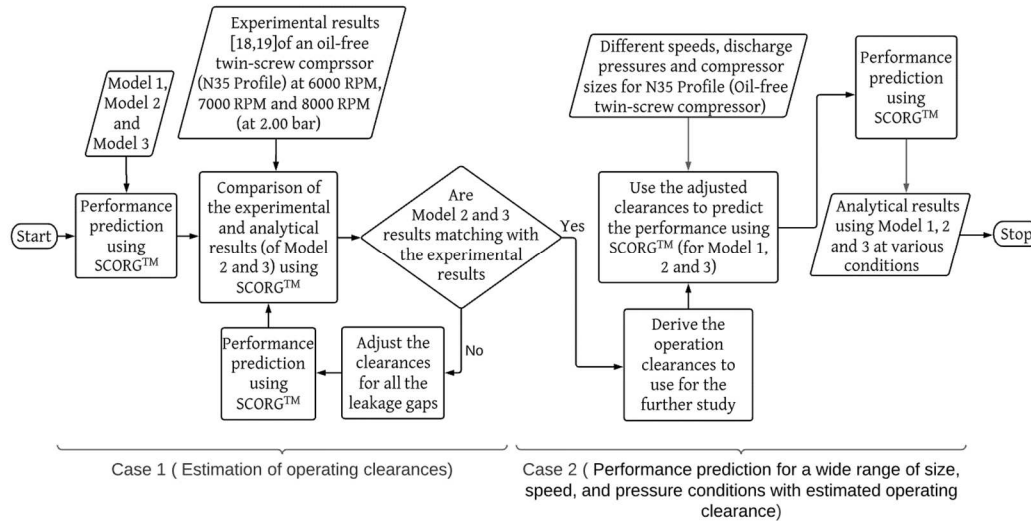 Start
Model 1,
Model 2
and
Model 3
Performance
prediction
using
SCORG™
Experimental results
[18,19]of an oil-free
twin-screw comprssor
(N35 Profile) at 6000 RPM,
7000 RPM and 8000 RPM
(at 2.00 bar)
Comparison of
the experimental
and analytical
results (of Model
2 and 3) using
SCORG™
Are
Model 2 and 3
results matching with
the experimental
results
No
Adjust the
clearances
for all the
leakage gaps
Performance
prediction
using
SCORG™
Yes
Derive the
operation
clearances to
use for the
further study
Different speeds, discharge
pressures and compressor
sizes for N35 Profile (Oil-free
twin-screw compressor)
Use the adjusted
clearances to predict
the performance using
SCORG™ (for Model 1,
2 and 3)
Performance
prediction
using
SCORG™
Analytical results
using Model 1, 2
and 3 at various
conditions
Stop
Case 1 ( Estimation of operating clearances)
Case 2 ( Performance prediction for a wide range of size,
speed, and pressure conditions with estimated operating
clearance)